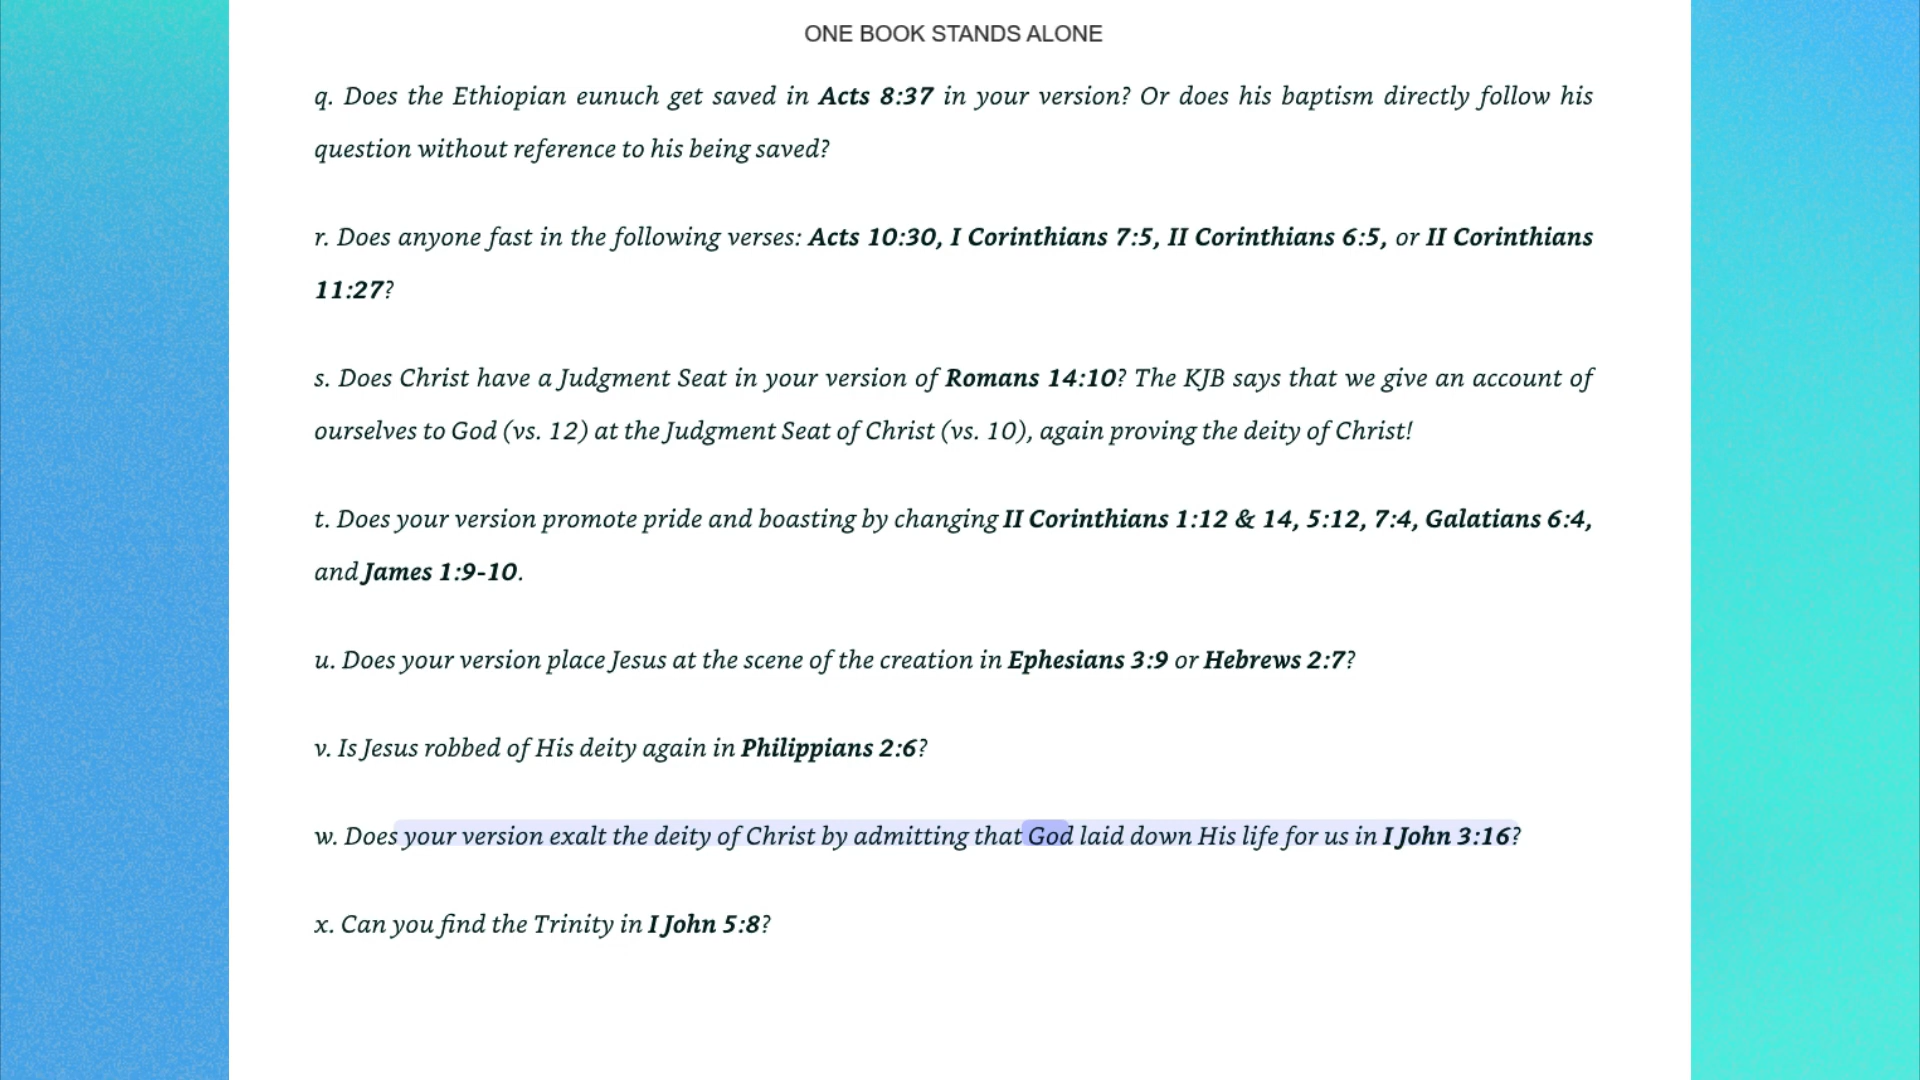 ONE BOOK STANDS ALONE
q. Does the Ethiopian eunuch get saved in Acts 8:37 in your version? Or does his baptism directly follow his
question without reference to his being saved?
r. Does anyone fast in the following verses: Acts 10:30, I Corinthians 7:5, II Corinthians 6:5, or II Corinthians
11:27?
s. Does Christ have a Judgment Seat in your version of Romans 14:10? The KJB says that we give an account of
ourselves to God (vs. 12) at the Judgment Seat of Christ (vs. 10), again proving the deity of Christ!
t. Does your version promote pride and boasting by changing II Corinthians 1:12 & 14, 5:12, 7:4, Galatians 6:4,
and James 1:9-10.
u. Does your version place Jesus at the scene of the creation in Ephesians 3:9 or Hebrews 2:7?
v. Is Jesus robbed of His deity again in Philippians 2:6?
w. Does your version exalt the deity of Christ by admitting that God laid down His life for us in I John 3:16?
x. Can you find the Trinity in I John 5:8?